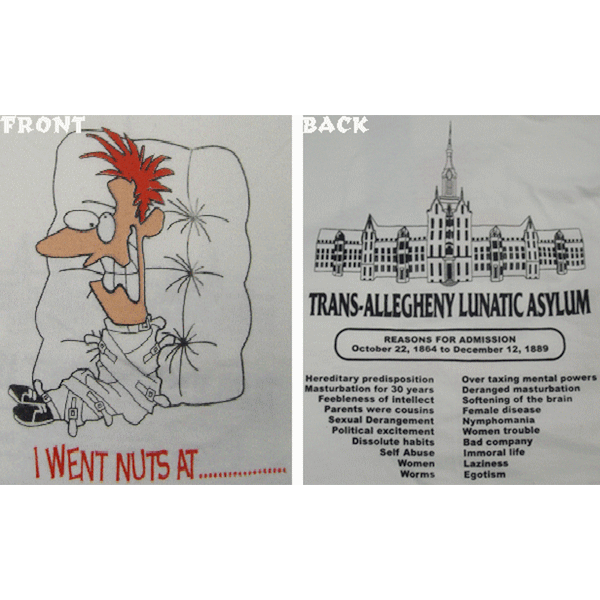 FRONT
I WENT NUTS AT....................
BACK
TRANS-ALLEGHENY LUNATIC ASYLUM
REASONS FOR ADMISSION
October 22, 1864 to December 12, 1889
Hereditary predisposition
Masturbation for 30 years
Feebleness of intellect
Parents were cousins
Sexual Derangement
Political excitement
Dissolute habits
Self Abuse
Women
Worms
Over taxing mental powers
Deranged masturbation
Softening of the brain
Female disease
Nymphomania
Women trouble
Bad company
Immoral life
Laziness
Egotism